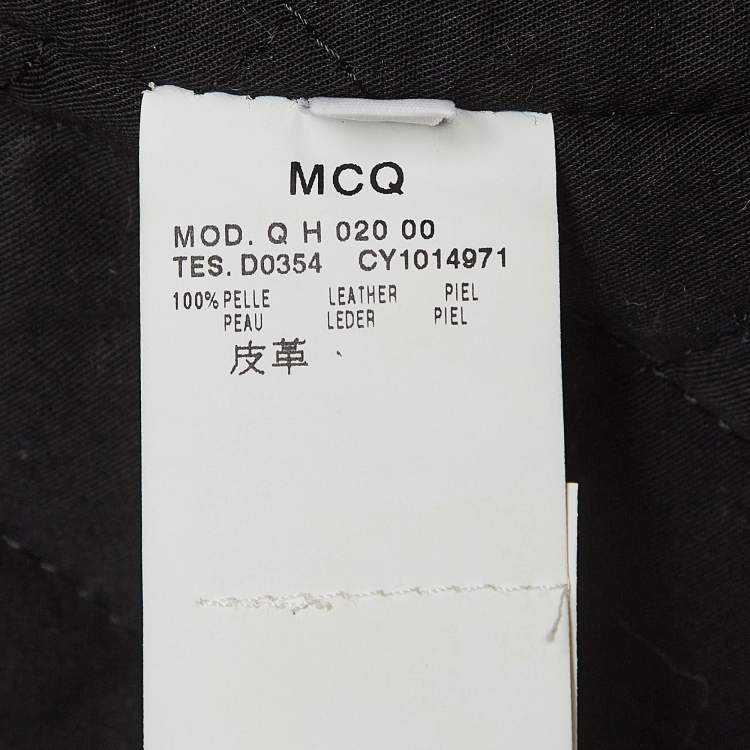 MCQ
MOD. Q H 020 00
TES. D0354 CY1014971
100% PELLE LEATHER PIEL
PEAU LEDER PIEL
皮革